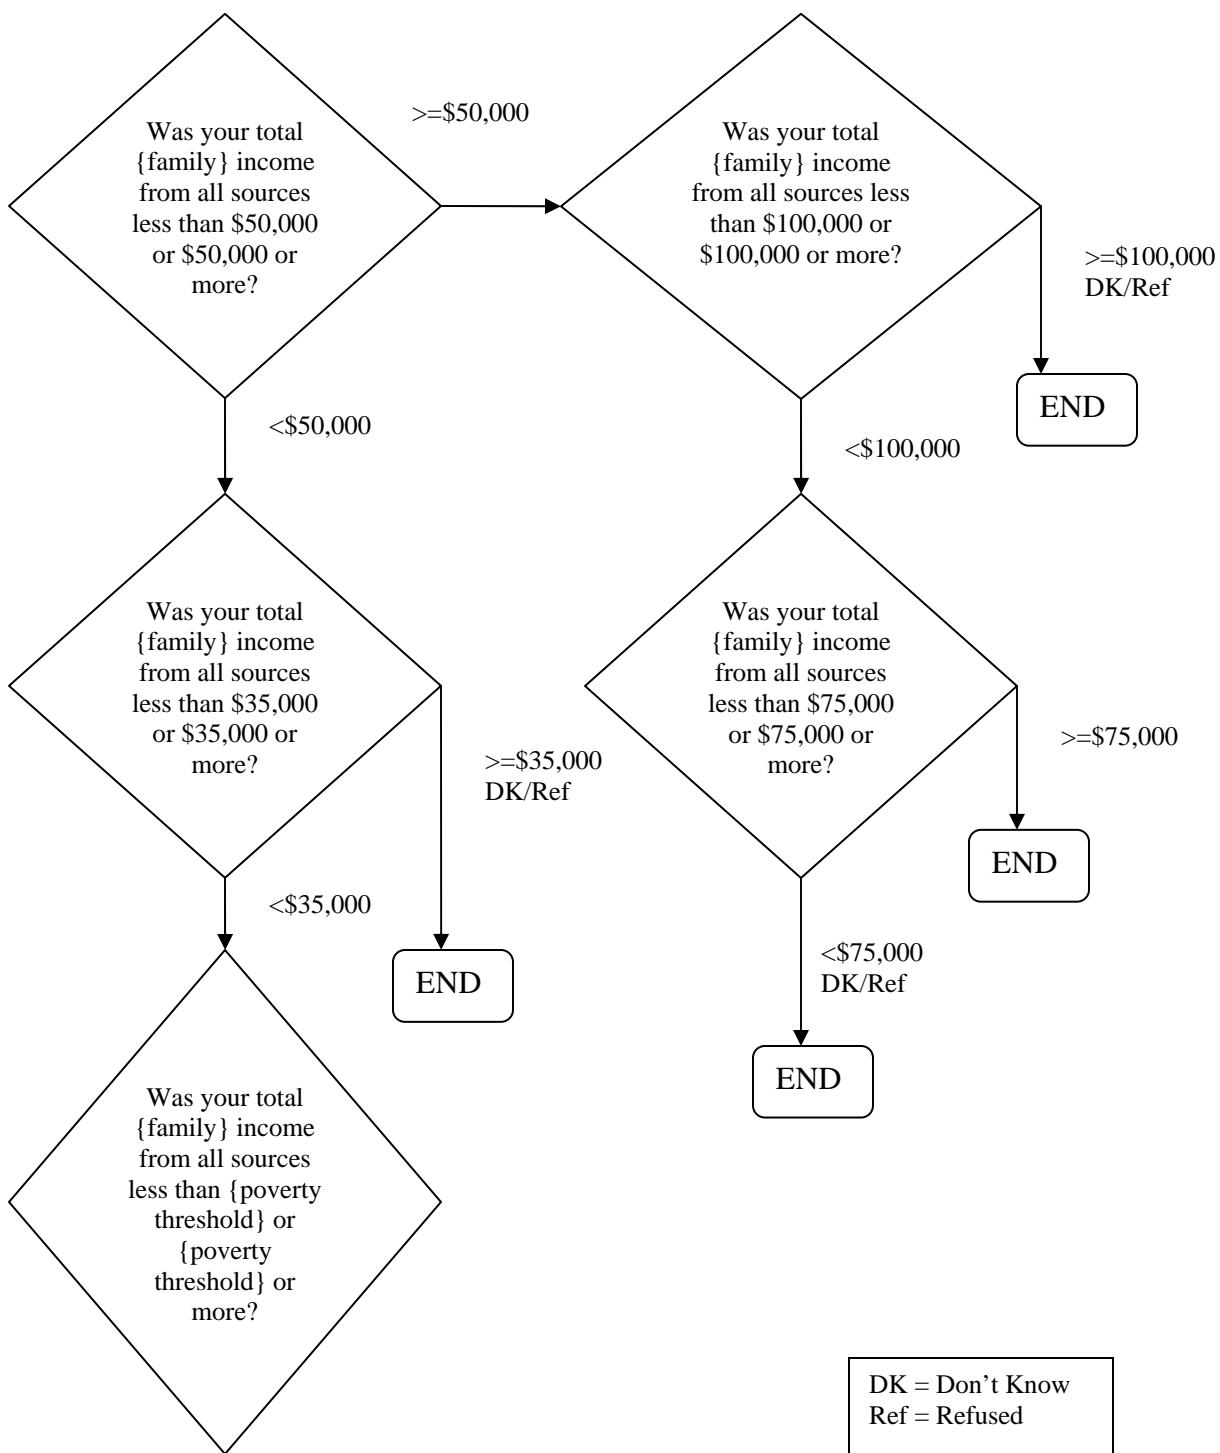 Was your total
{family} income
from all sources
less than $50,000
or $50,000 or
more?
>=$50,000
Was your total
{family} income
from all sources less
than $100,000 or
$100,000 or more?
>=$100,000
DK/Ref
END
<$50,000
<$100,000
Was your total
{family} income
from all sources
less than $35,000
or $35,000 or
more?
>=$35,000
DK/Ref
Was your total
{family} income
from all sources
less than $75,000
or $75,000 or
more?
>=$75,000
END
<$35,000
END
<$75,000
DK/Ref
END
Was your total
{family} income
from all sources
less than {poverty
threshold} or
{poverty
threshold} or
more?
DK = Don’t Know
Ref = Refused